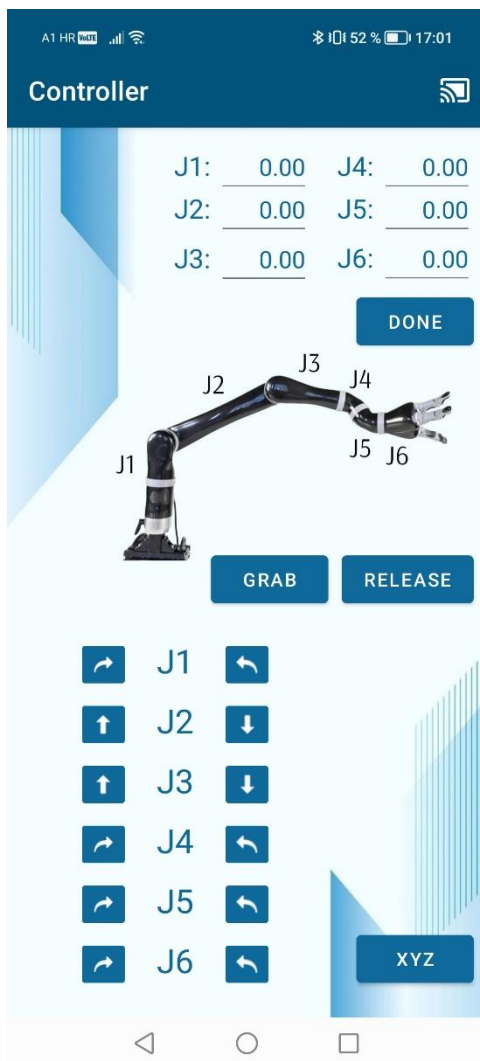 A1 HR VoLTE 52 % 17:01
Controller
J1: 0.00 J4: 0.00
J2: 0.00 J5: 0.00
J3: 0.00 J6: 0.00
DONE
J3
J2 J4
J1 J5 J6
GRAB RELEASE
J1
J2
J3
J4
J5
J6
XYZ